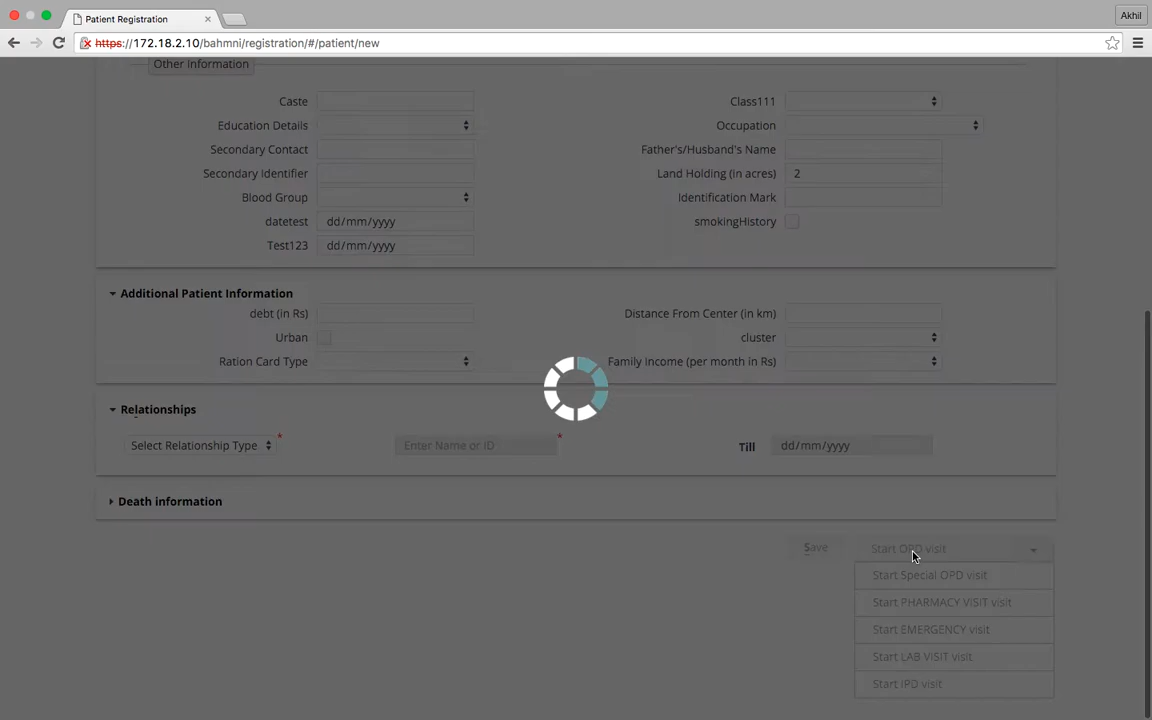 Patient Registration
Akhil
https://172.18.2.10/bahmni/registration/#/patient/new
Other Information
Caste
Class111
Education Details
Occupation
Secondary Contact
Father's/Husband's Name
Secondary Identifier
Land Holding (in acres)
2
Blood Group
Identification Mark
datetest
dd/mm/yyyy
smokingHistory
Test123
dd/mm/yyyy
Additional Patient Information
debt (in Rs)
Distance From Center (in km)
Urban
cluster
Ration Card Type
Family Income (per month in Rs)
Relationships
Select Relationship Type
*
Enter Name or ID
*
Till
dd/mm/yyyy
Death information
Save
Start OPD visit
Start Special OPD visit
Start PHARMACY VISIT visit
Start EMERGENCY visit
Start LAB VISIT visit
Start IPD visit